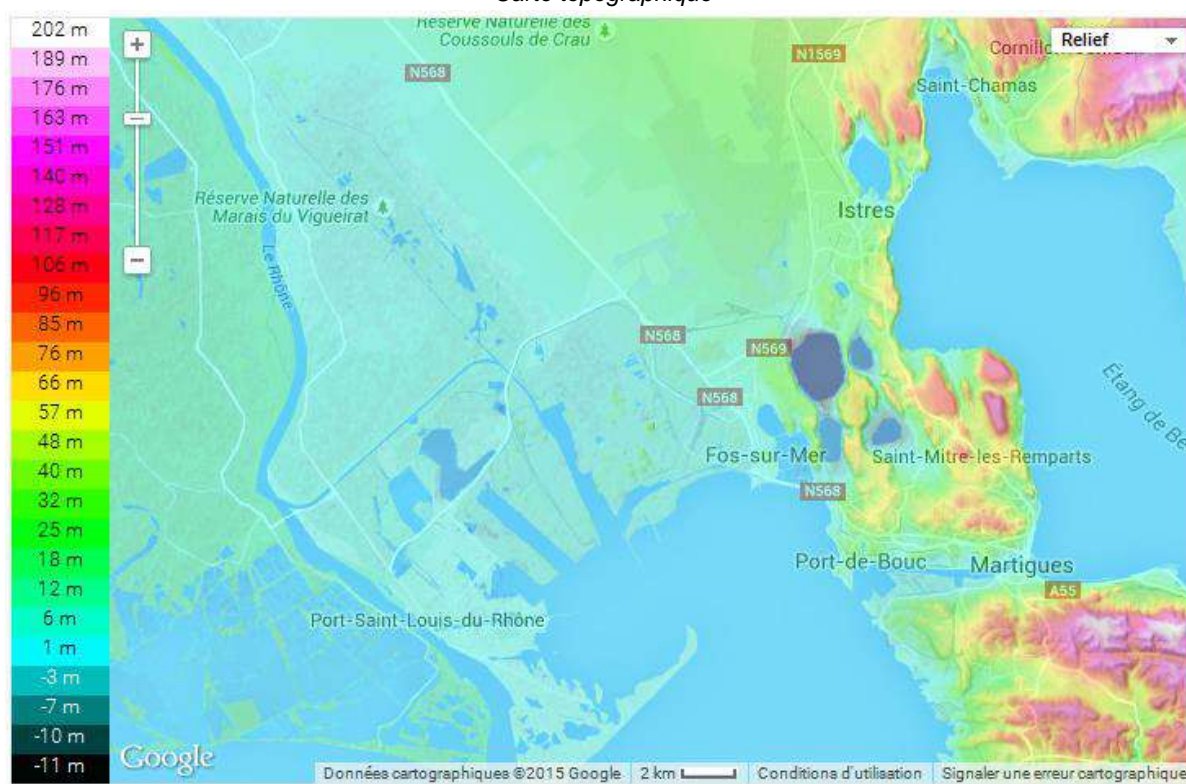 Carte topographique
202 m
189 m
176 m
163 m
151 m
140 m
128 m
117 m
106 m
96 m
85 m
76 m
66 m
57 m
48 m
40 m
32 m
25 m
18 m
12 m
6 m
1 m
-3 m
-7 m
-10 m
-11 m
Réserve Naturelle des
Coussouls de Crau
N568
N1569
Relief
Saint-Chamas
Réserve Naturelle des
Marais du Vigueirat
Istres
Le Rhône
N568
N569
N568
Étang de Be
Fos-sur-Mer
Saint-Mitre-les-Remparts
N568
Port-de-Bouc
Martigues
A55
Port-Saint-Louis-du-Rhône
Google
Données cartographiques ©2015 Google
2 km
Conditions d'utilisation
Signaler une erreur cartographique